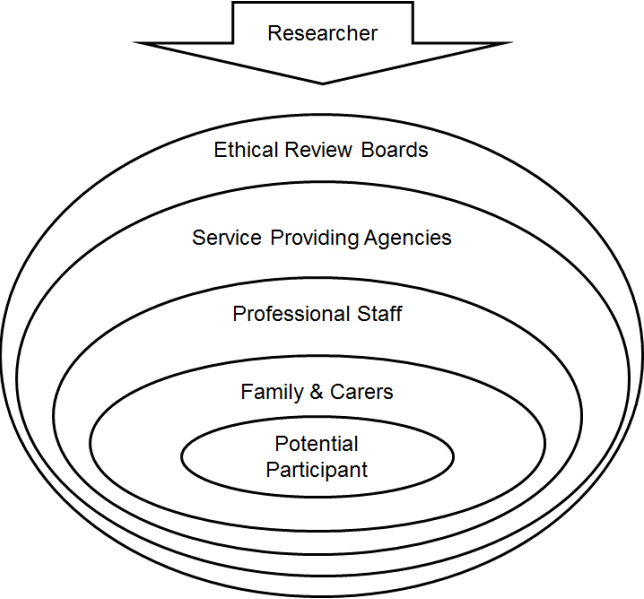 Researcher
Ethical Review Boards
Service Providing Agencies
Professional Staff
Family & Carers
Potential
Participant